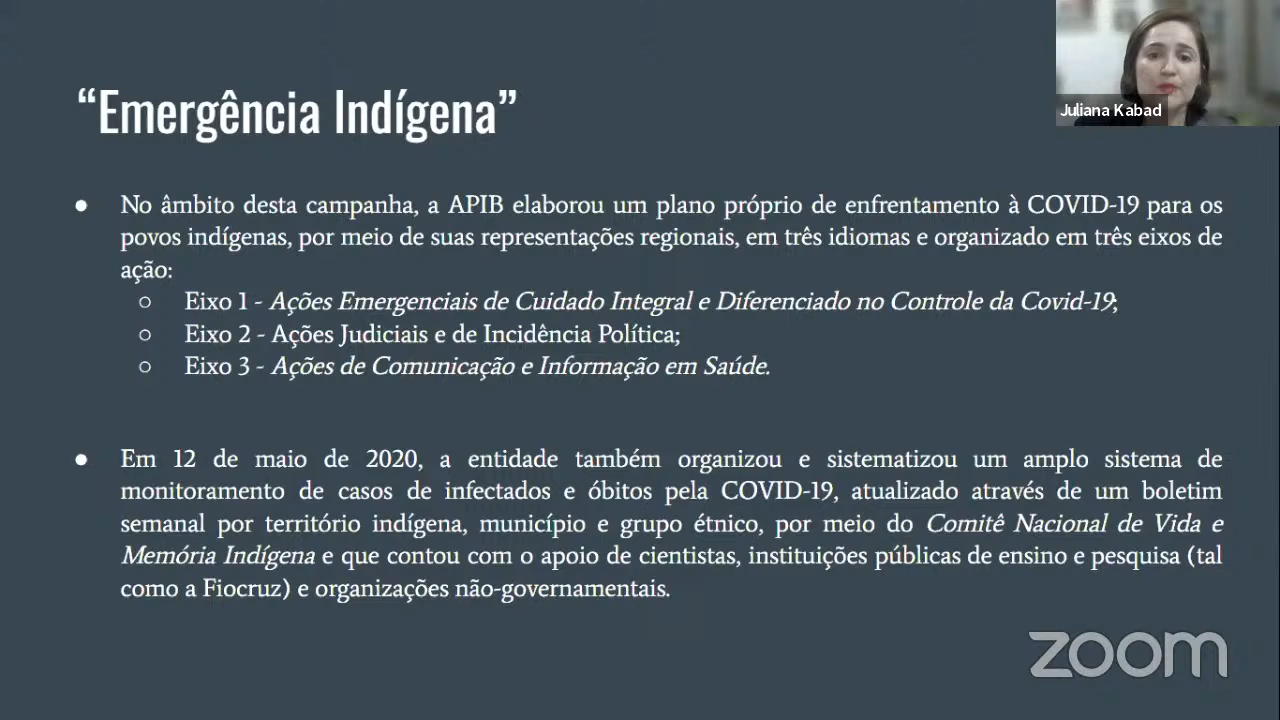 “Emergência Indígena”
Juliana Kabad
● No âmbito desta campanha, a APIB elaborou um plano próprio de enfrentamento à COVID-19 para os
povos indígenas, por meio de suas representações regionais, em três idiomas e organizado em três eixos de
ação:
○ Eixo 1 - Ações Emergenciais de Cuidado Integral e Diferenciado no Controle da Covid-19;
○ Eixo 2 - Ações Judiciais e de Incidência Política;
○ Eixo 3 - Ações de Comunicação e Informação em Saúde.
● Em 12 de maio de 2020, a entidade também organizou e sistematizou um amplo sistema de
monitoramento de casos de infectados e óbitos pela COVID-19, atualizado através de um boletim
semanal por território indígena, município e grupo étnico, por meio do Comitê Nacional de Vida e
Memória Indígena e que contou com o apoio de cientistas, instituições públicas de ensino e pesquisa (tal
como a Fiocruz) e organizações não-governamentais.
zoom